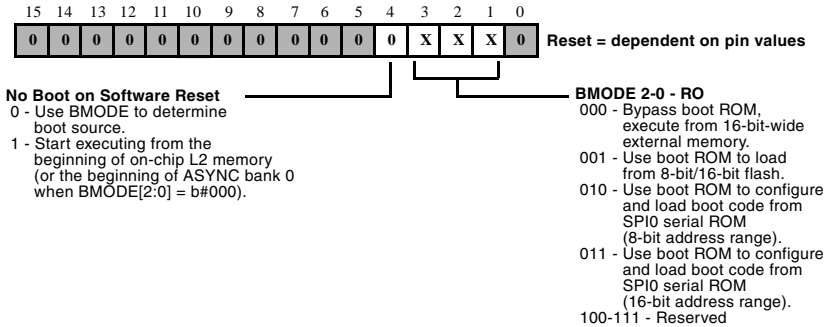 15 14 13 12 11 10 9 8 7 6 5 4 3 2 1 0
0 0 0 0 0 0 0 0 0 0 0 0 X X X 0 Reset = dependent on pin values
No Boot on Software Reset
0 - Use BMODE to determine
boot source.
1 - Start executing from the
beginning of on-chip L2 memory
(or the beginning of ASYNC bank 0
when BMODE[2:0] = b#000).
BMODE 2-0 - RO
000 - Bypass boot ROM,
execute from 16-bit-wide
external memory.
001 - Use boot ROM to load
from 8-bit/16-bit flash.
010 - Use boot ROM to configure
and load boot code from
SPI0 serial ROM
(8-bit address range).
011 - Use boot ROM to configure
and load boot code from
SPI0 serial ROM
(16-bit address range).
100-111 - Reserved